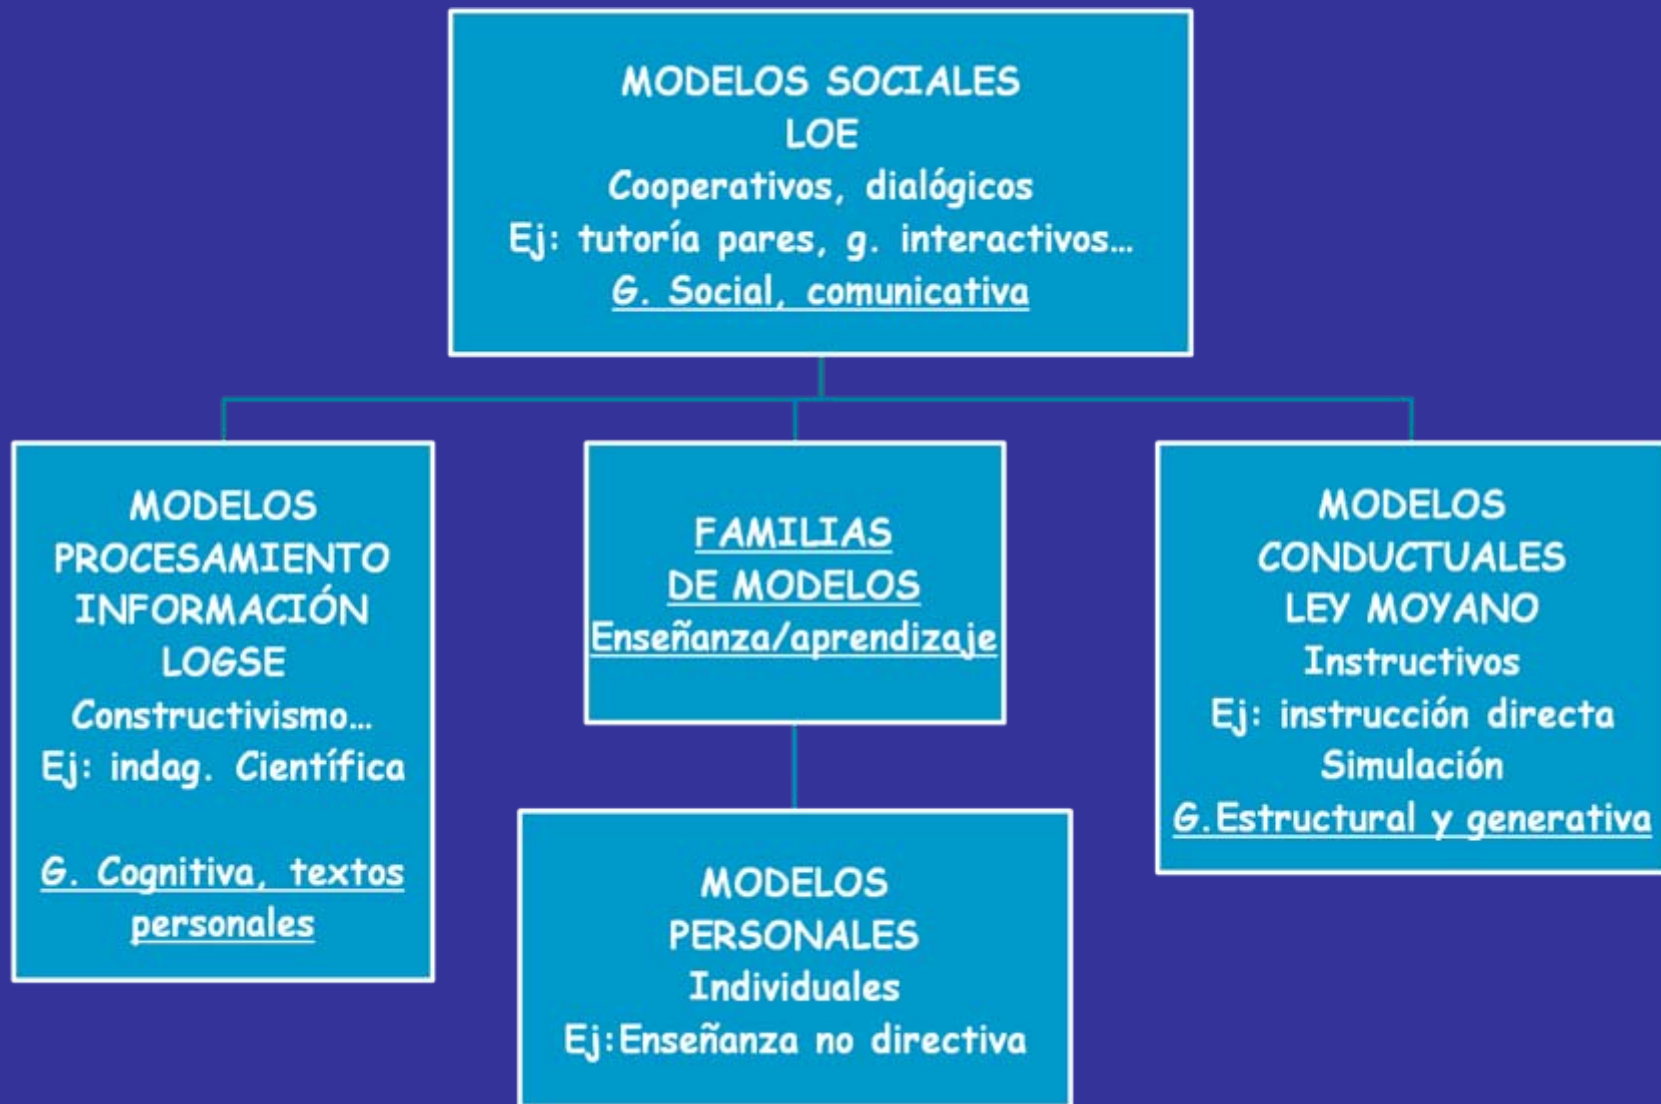 MODELOS SOCIALES
LOE
Cooperativos, dialógicos
Ej: tutoría pares, g. interactivos...
G. Social, comunicativa
MODELOS
PROCESAMIENTO
INFORMACIÓN
LOGSE
Constructivismo...
Ej: indag. Científica
G. Cognitiva, textos
personales
FAMILIAS
DE MODELOS
Enseñanza/aprendizaje
MODELOS
CONDUCTUALES
LEY MOYANO
Instructivos
Ej: instrucción directa
Simulación
G.Estructural y generativa
MODELOS
PERSONALES
Individuales
Ej:Enseñanza no directiva